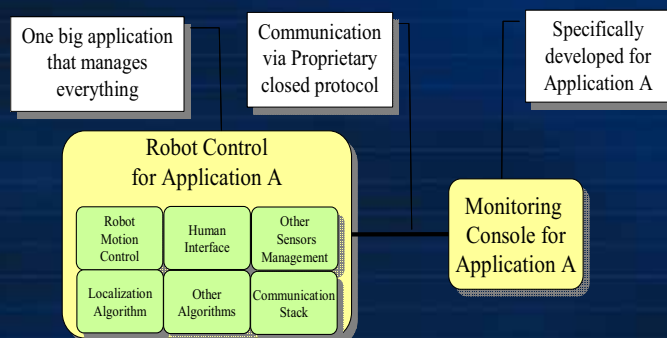 One big application
that manages
everything
Communication
via Proprietary
closed protocol
Specifically
developed for
Application A
Robot Control
for Application A
Robot
Motion
Control
Human
Interface
Other
Sensors
Management
Localization
Algorithm
Other
Algorithms
Communication
Stack
Monitoring
Console for
Application A